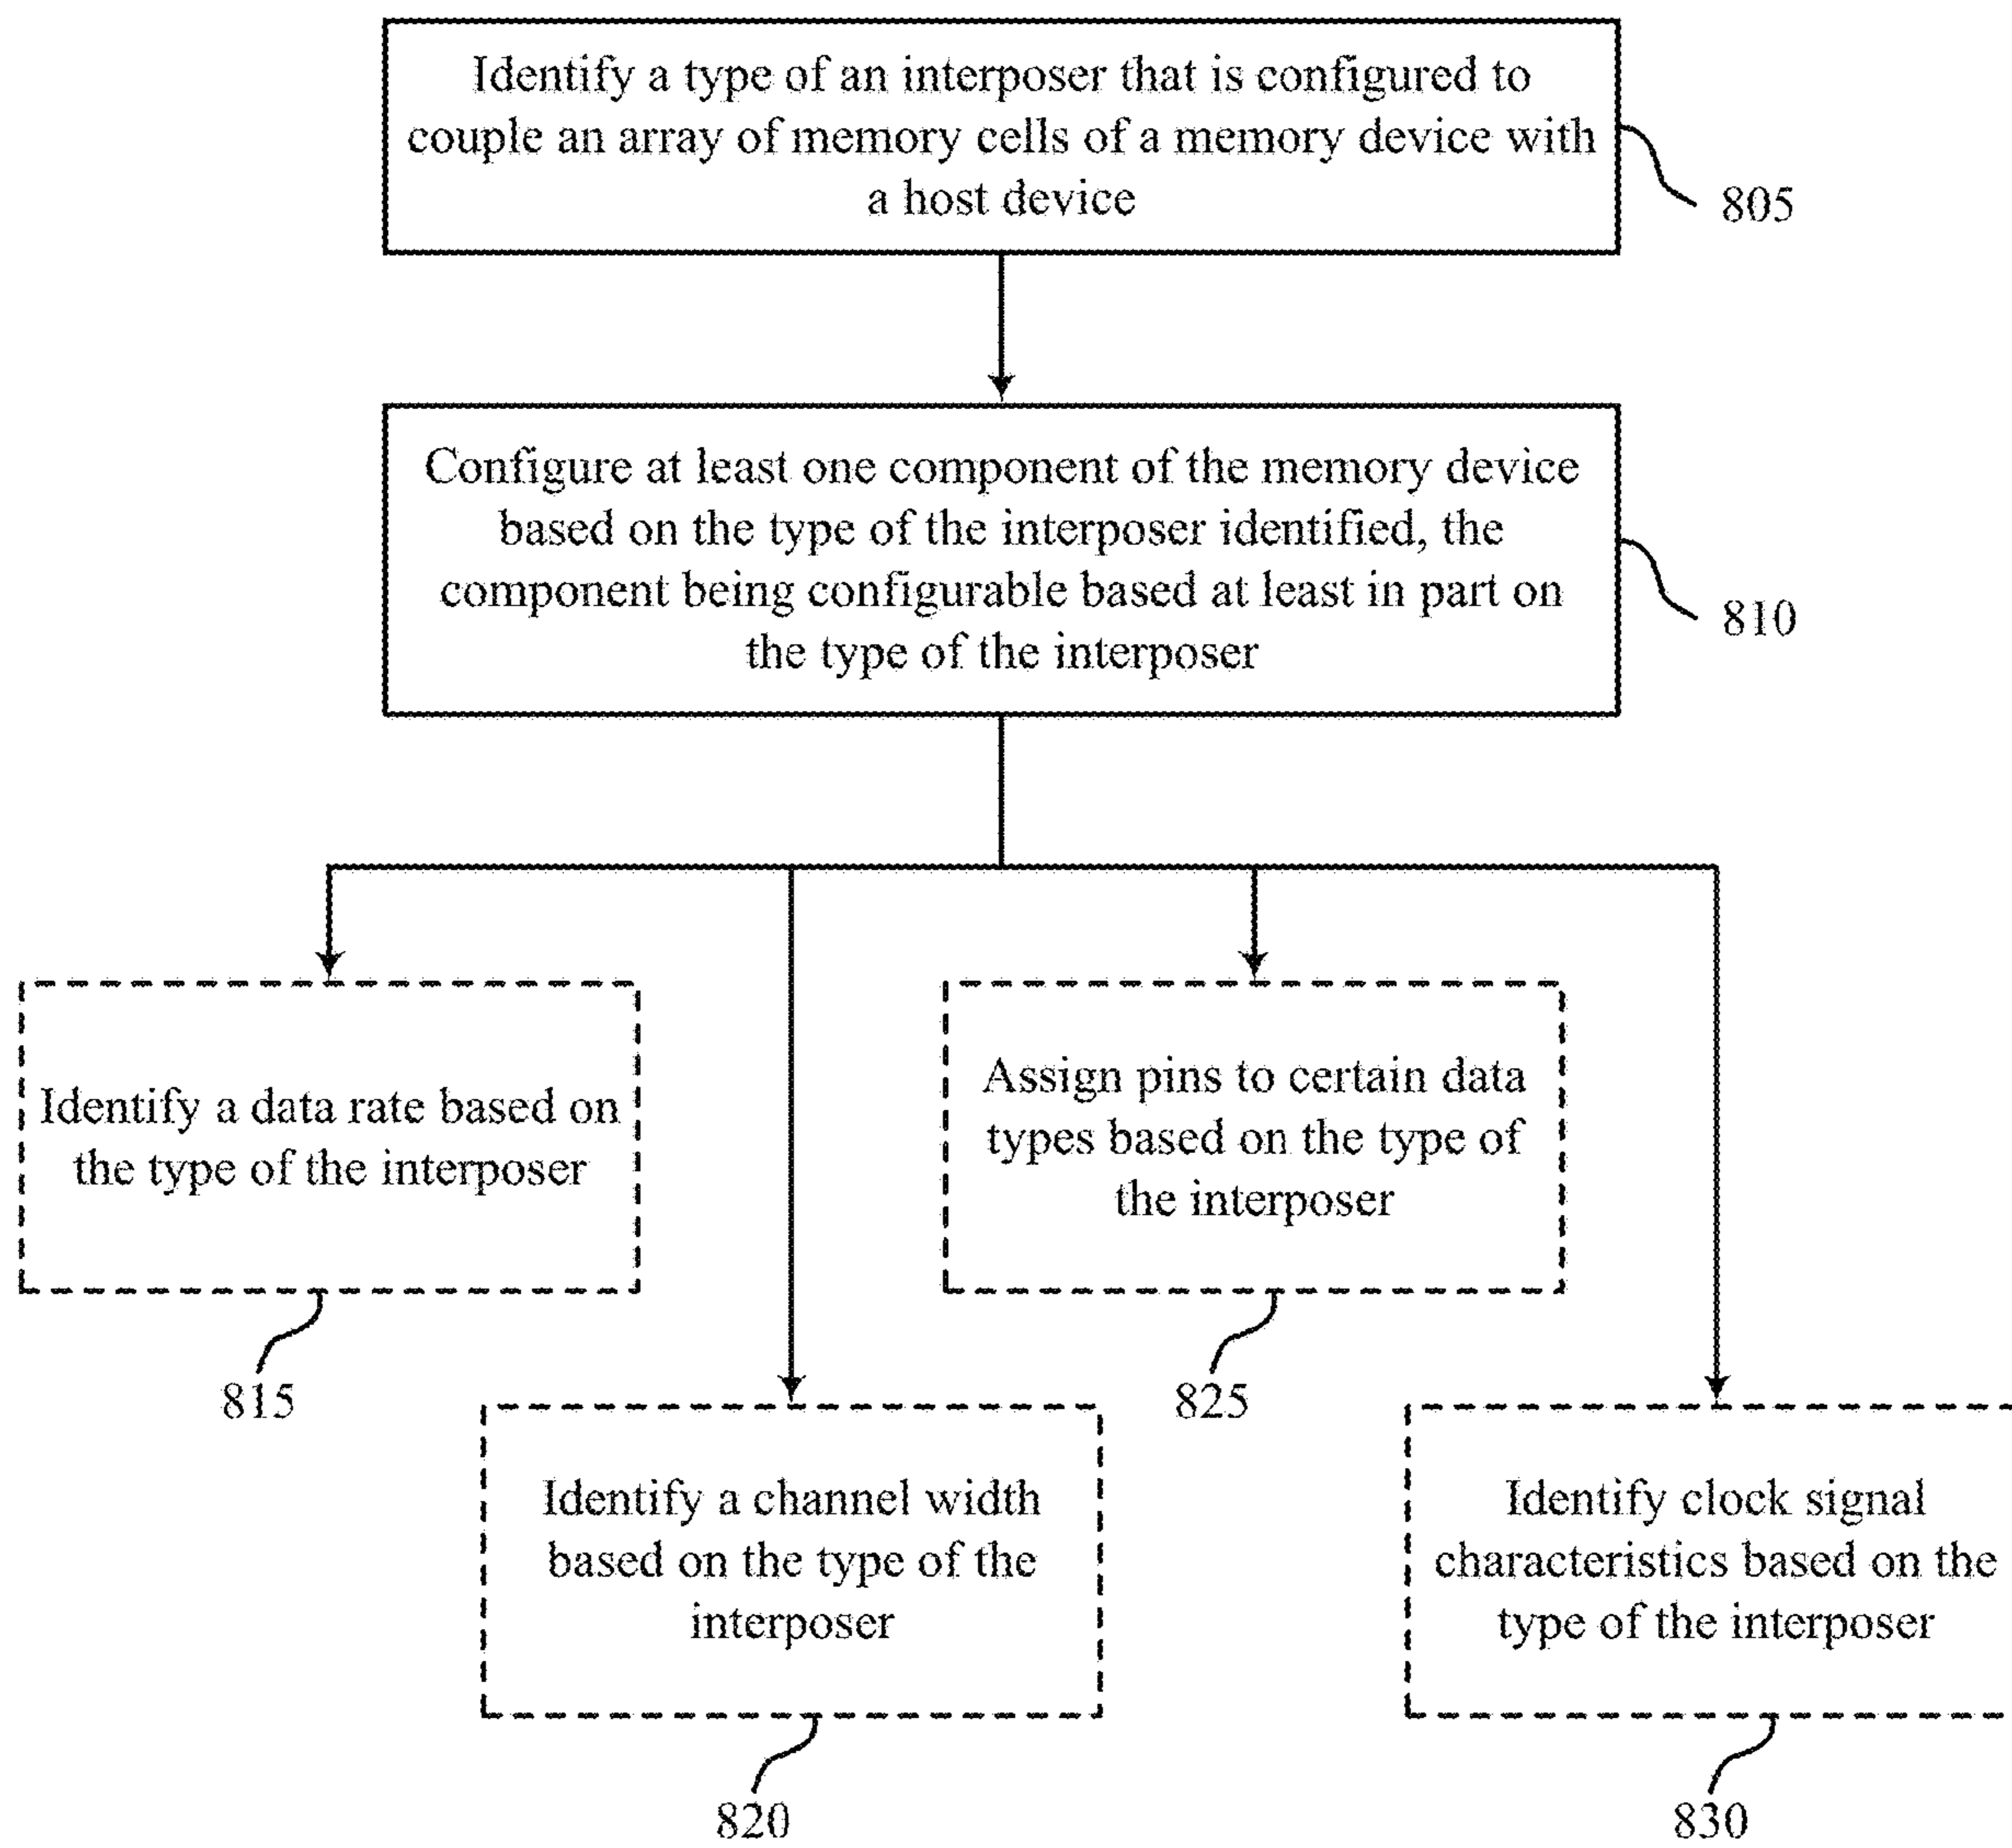 Identify a type of an interposer that is configured to
couple an array of memory cells of a memory device with
a host device
805
Configure at least one component of the memory device
based on the type of the interposer identified, the
component being configurable based at least in part on
the type of the interposer
810
Identify a data rate based on
the type of the interposer
815
Identify a channel width
based on the type of the
interposer
820
Assign pins to certain data
types based on the type of
the interposer
825
Identify clock signal
characteristics based on the
type of the interposer
830